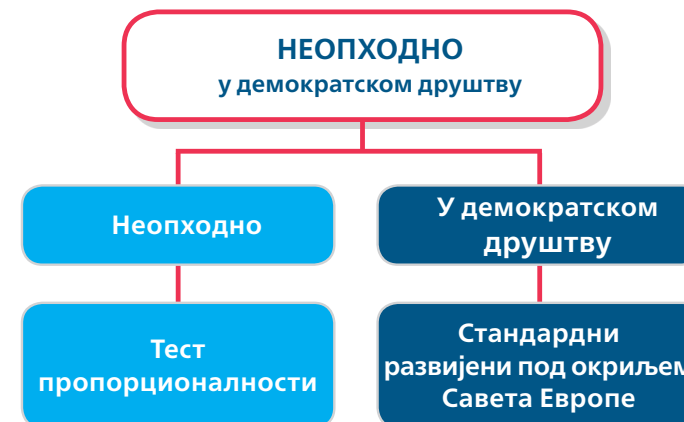 НЕОПХОДНО
у демократском друштву
Неопходно
У демократском
друштву
Тест
пропорционалности
Стандардни
развијени под окриљем
Савета Европе